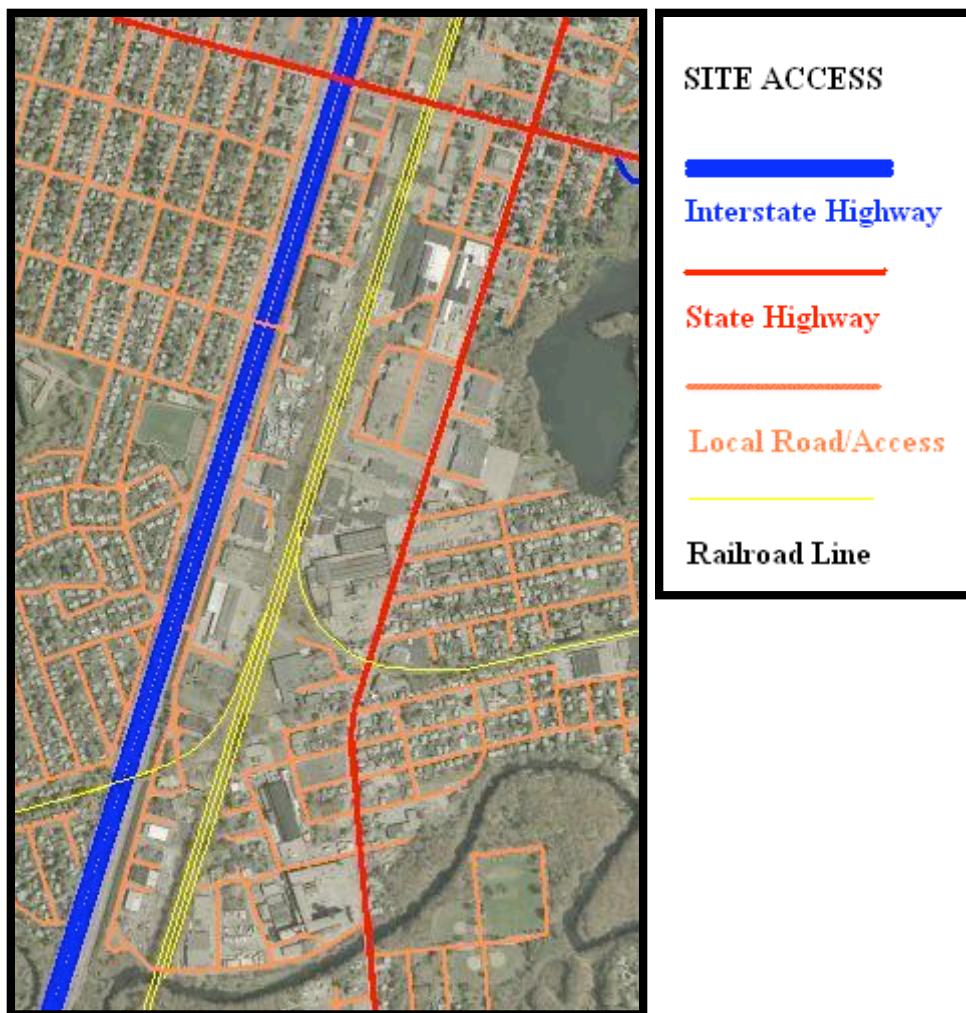 SITE ACCESS
Interstate Highway
State Highway
Local Road/Access
Railroad Line